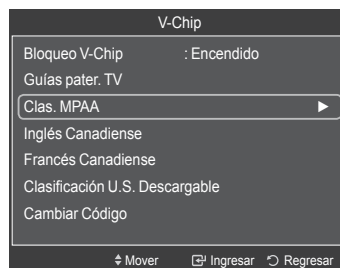 V-Chip
Bloqueo V-Chip : Encendido
Guías pater. TV
Clas. MPAA
Inglés Canadiense
Francés Canadiense
Clasificación U.S. Descargable
Cambiar Código
Mover Ingresar Regresar